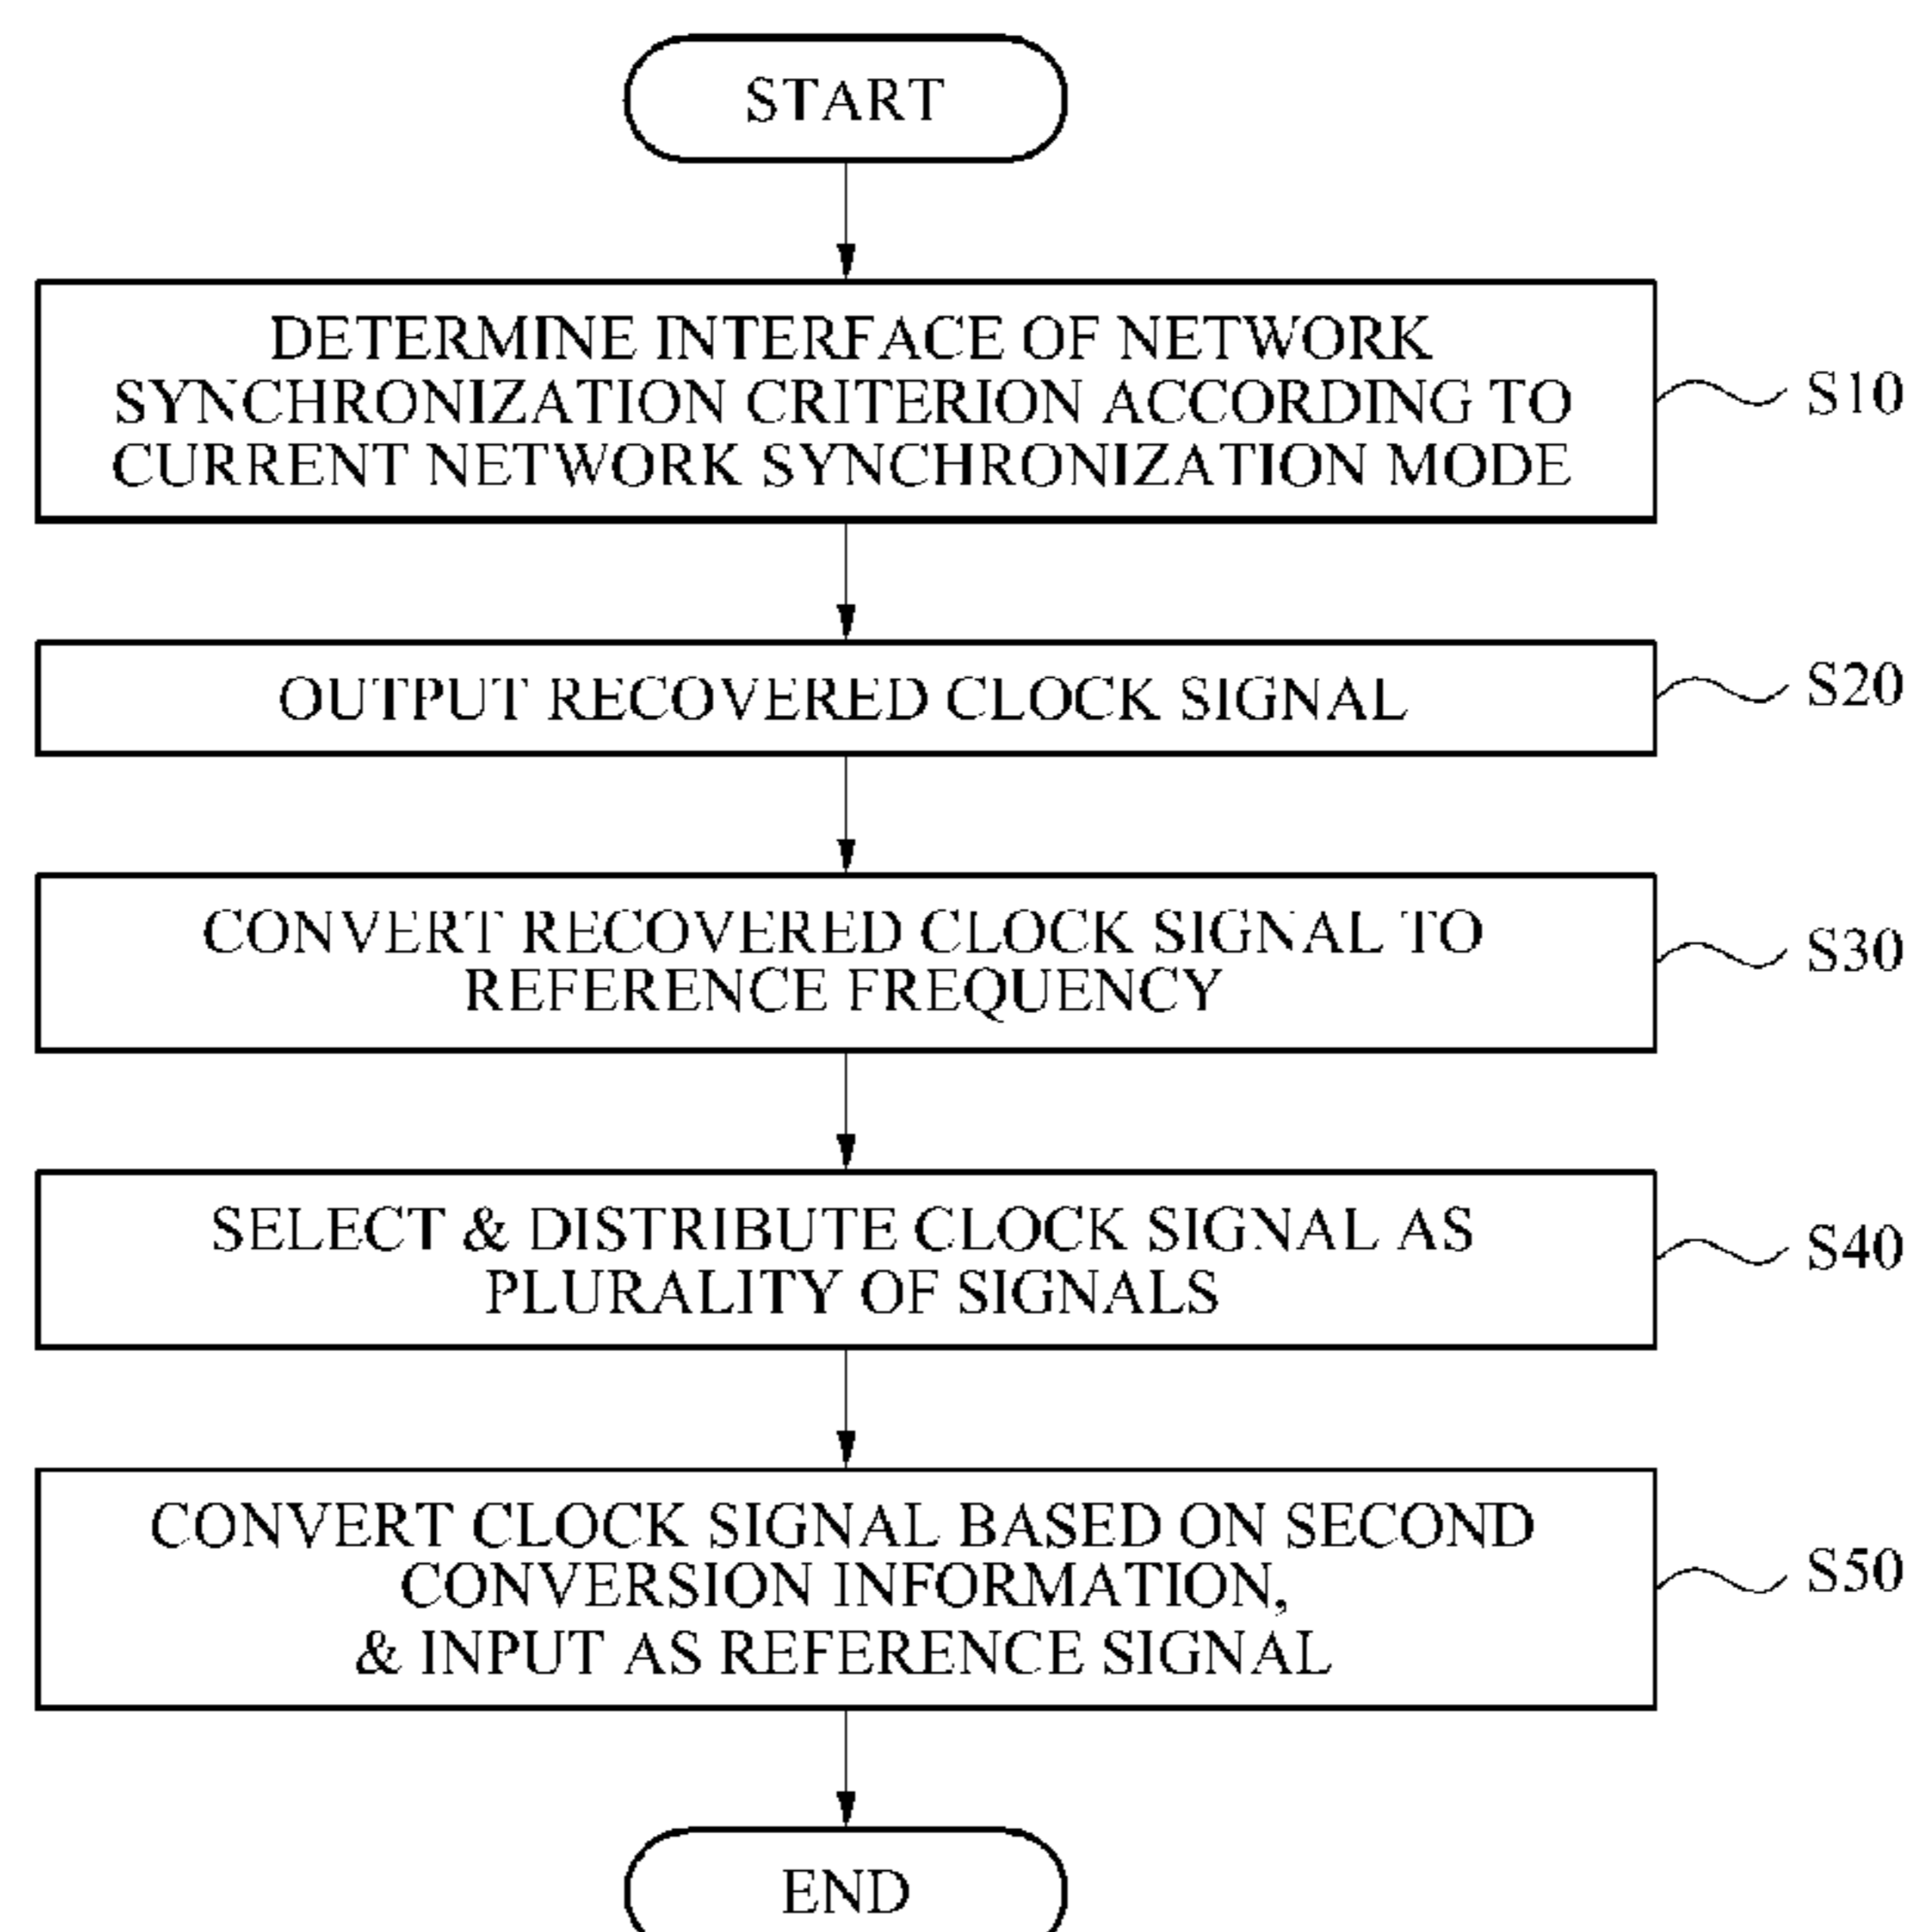 START
DETERMINE INTERFACE OF NETWORK
SYNCHRONIZATION CRITERION ACCORDING TO
CURRENT NETWORK SYNCHRONIZATION MODE
S10
OUTPUT RECOVERED CLOCK SIGNAL
S20
CONVERT RECOVERED CLOCK SIGNAL TO
REFERENCE FREQUENCY
S30
SELECT & DISTRIBUTE CLOCK SIGNAL AS
PLURALITY OF SIGNALS
S40
CONVERT CLOCK SIGNAL BASED ON SECOND
CONVERSION INFORMATION,
& INPUT AS REFERENCE SIGNAL
S50
END